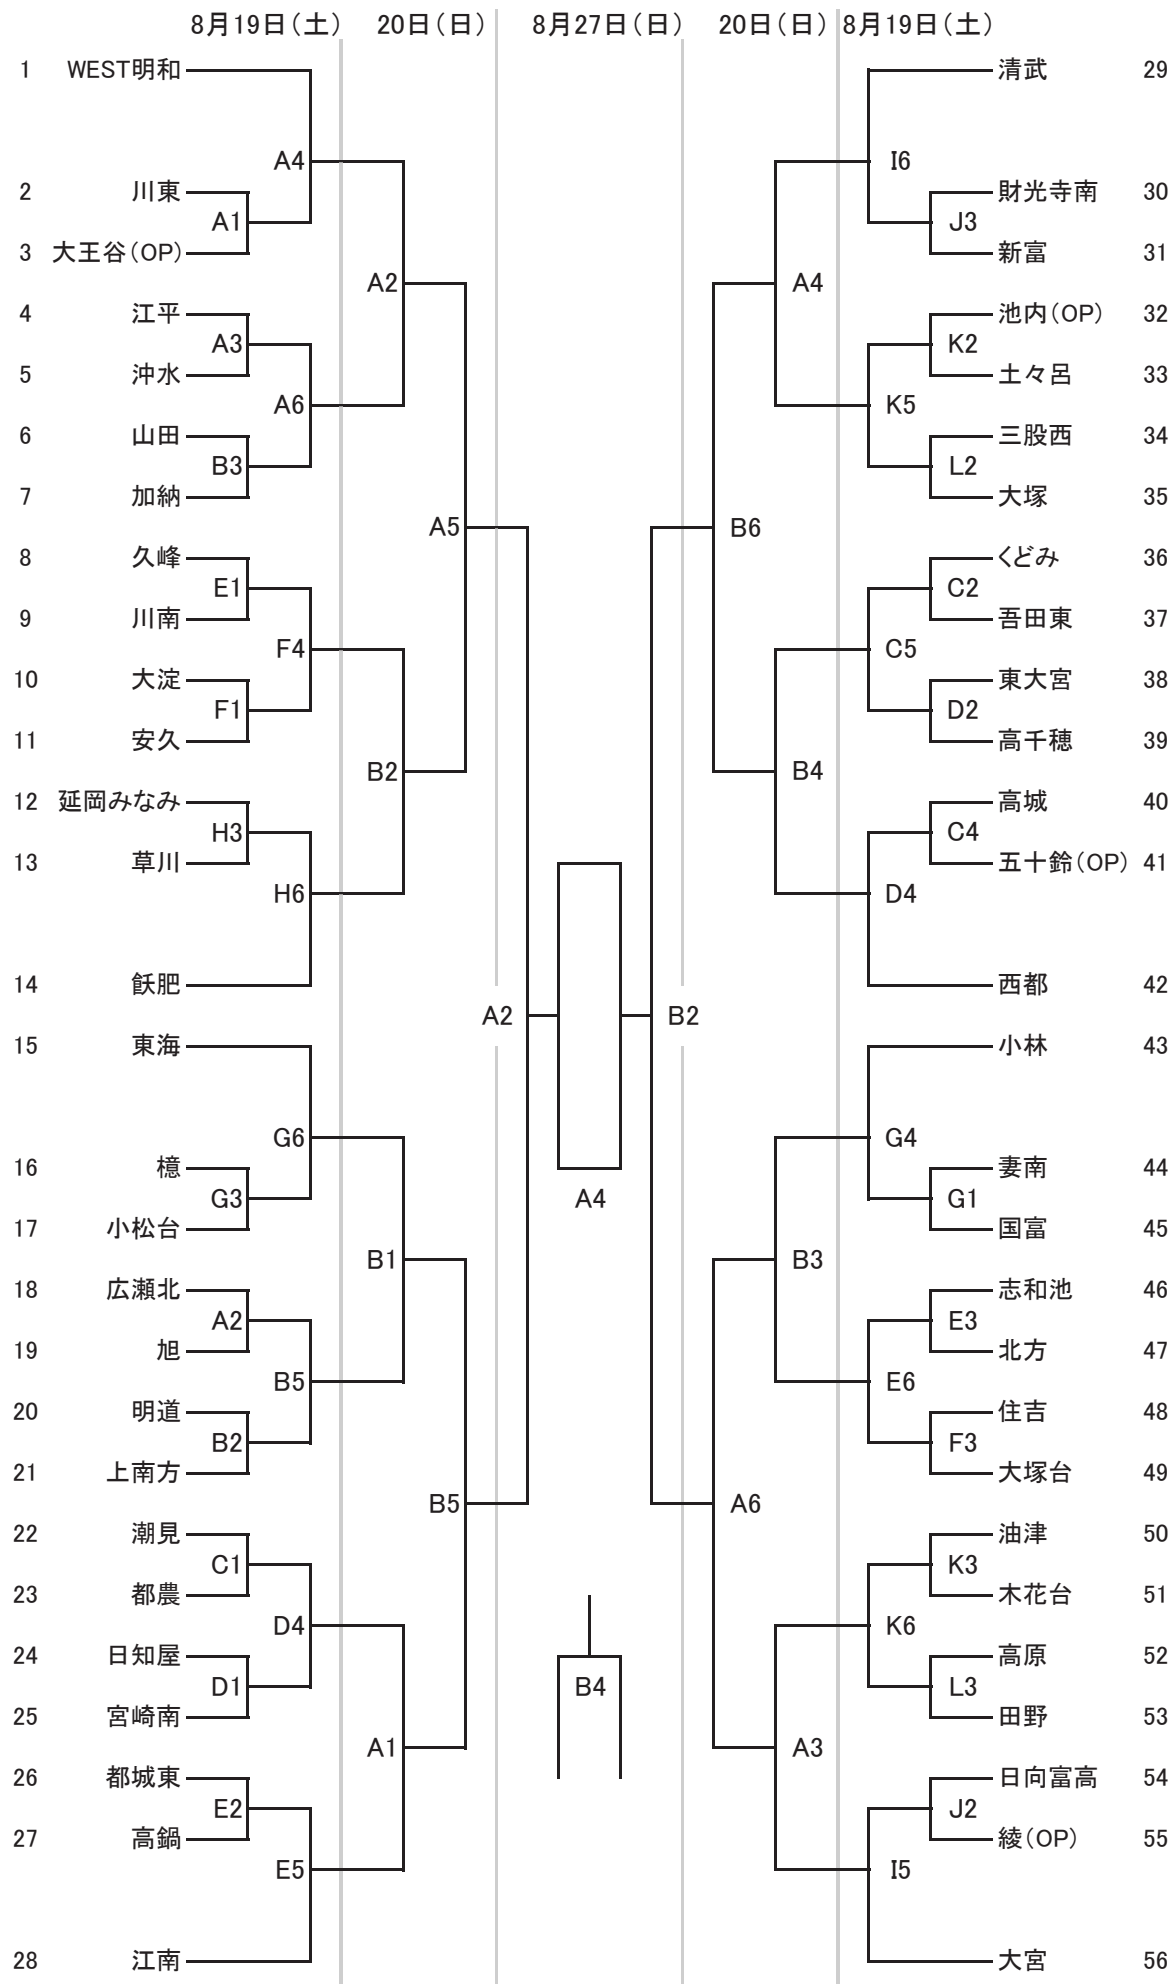 8月19日（土） 20日（日） 8月27日（日） 20日（日） 8月19日（土）
1 WEST明和 清武 29
A4 I6
2 川東 財光寺南 30
A1 J3
3 大王谷（OP） 新富 31
A2 A4
4 江平 池内（OP） 32
A3 K2
5 沖水 土々呂 33
A6 K5
6 山田 三股西 34
B3 L2
7 加納 大塚 35
A5 B6
8 久峰 くどみ 36
E1 C2
9 川南 吾田東 37
F4 C5
10 大淀 東大宮 38
F1 D2
11 安久 高千穂 39
B2 B4
12 延岡みなみ 高城 40
H3 C4
13 草川 五十鈴（OP） 41
H6 D4
14 飫肥 西都 42
A2 B2
15 東海 小林 43
G6 G4
16 檍 妻南 44
G3 A4 G1
17 小松台 国富 45
B1 B3
18 広瀬北 志和池 46
A2 E3
19 旭 北方 47
B5 E6
20 明道 住吉 48
B2 F3
21 上南方 大塚台 49
B5 A6
22 潮見 油津 50
C1 K3
23 都農 木花台 51
D4 K6
24 日知屋 高原 52
D1 B4 L3
25 宮崎南 田野 53
A1 A3
26 都城東 日向富高 54
E2 J2
27 高鍋 綾（OP） 55
E5 I5
28 江南 大宮 56